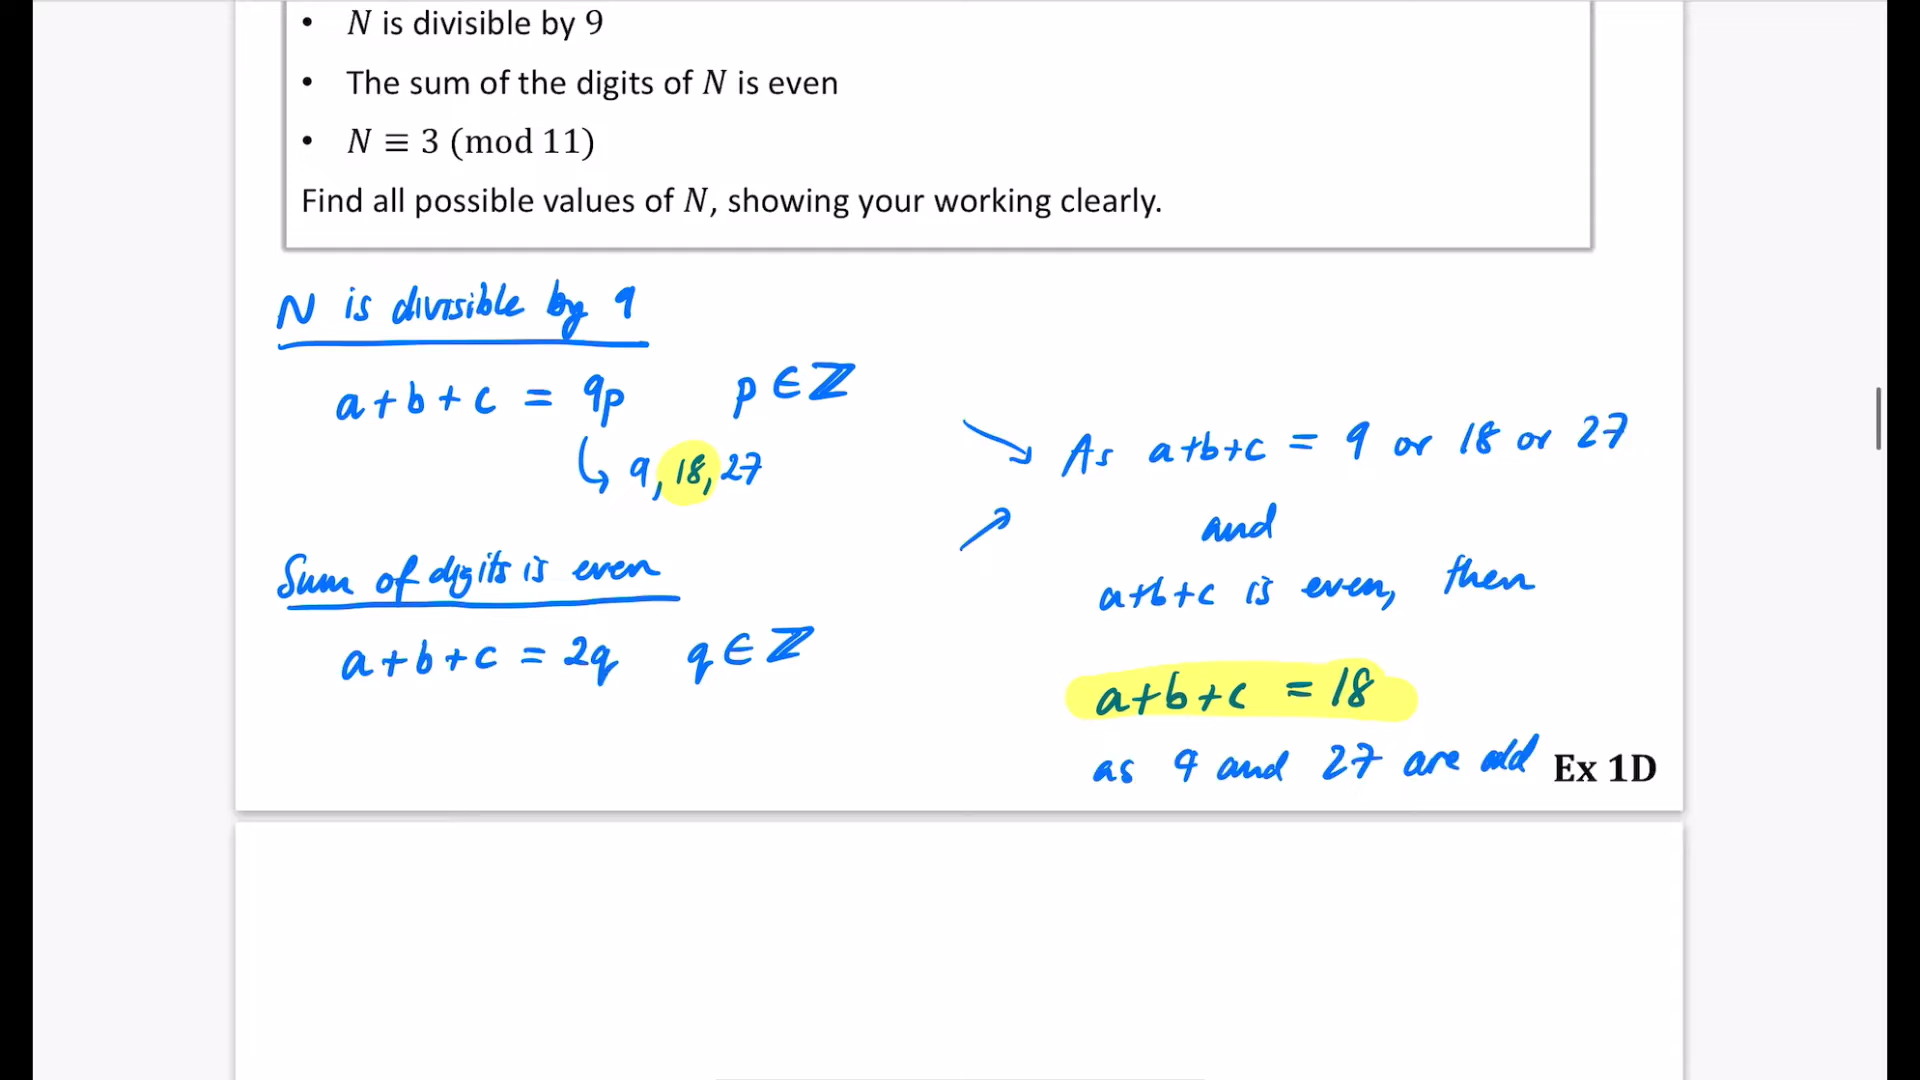 • N is divisible by 9
• The sum of the digits of N is even
• N ≡ 3 (mod 11)
Find all possible values of N, showing your working clearly.
N is divisible by 9
a+b+c = 9p p∈ℤ
↳ 9, 18, 27
Sum of digits is even
a+b+c = 2q q∈ℤ
As a+b+c = 9 or 18 or 27
and
a+b+c is even, then
a+b+c = 18
as 9 and 27 are odd
Ex 1D